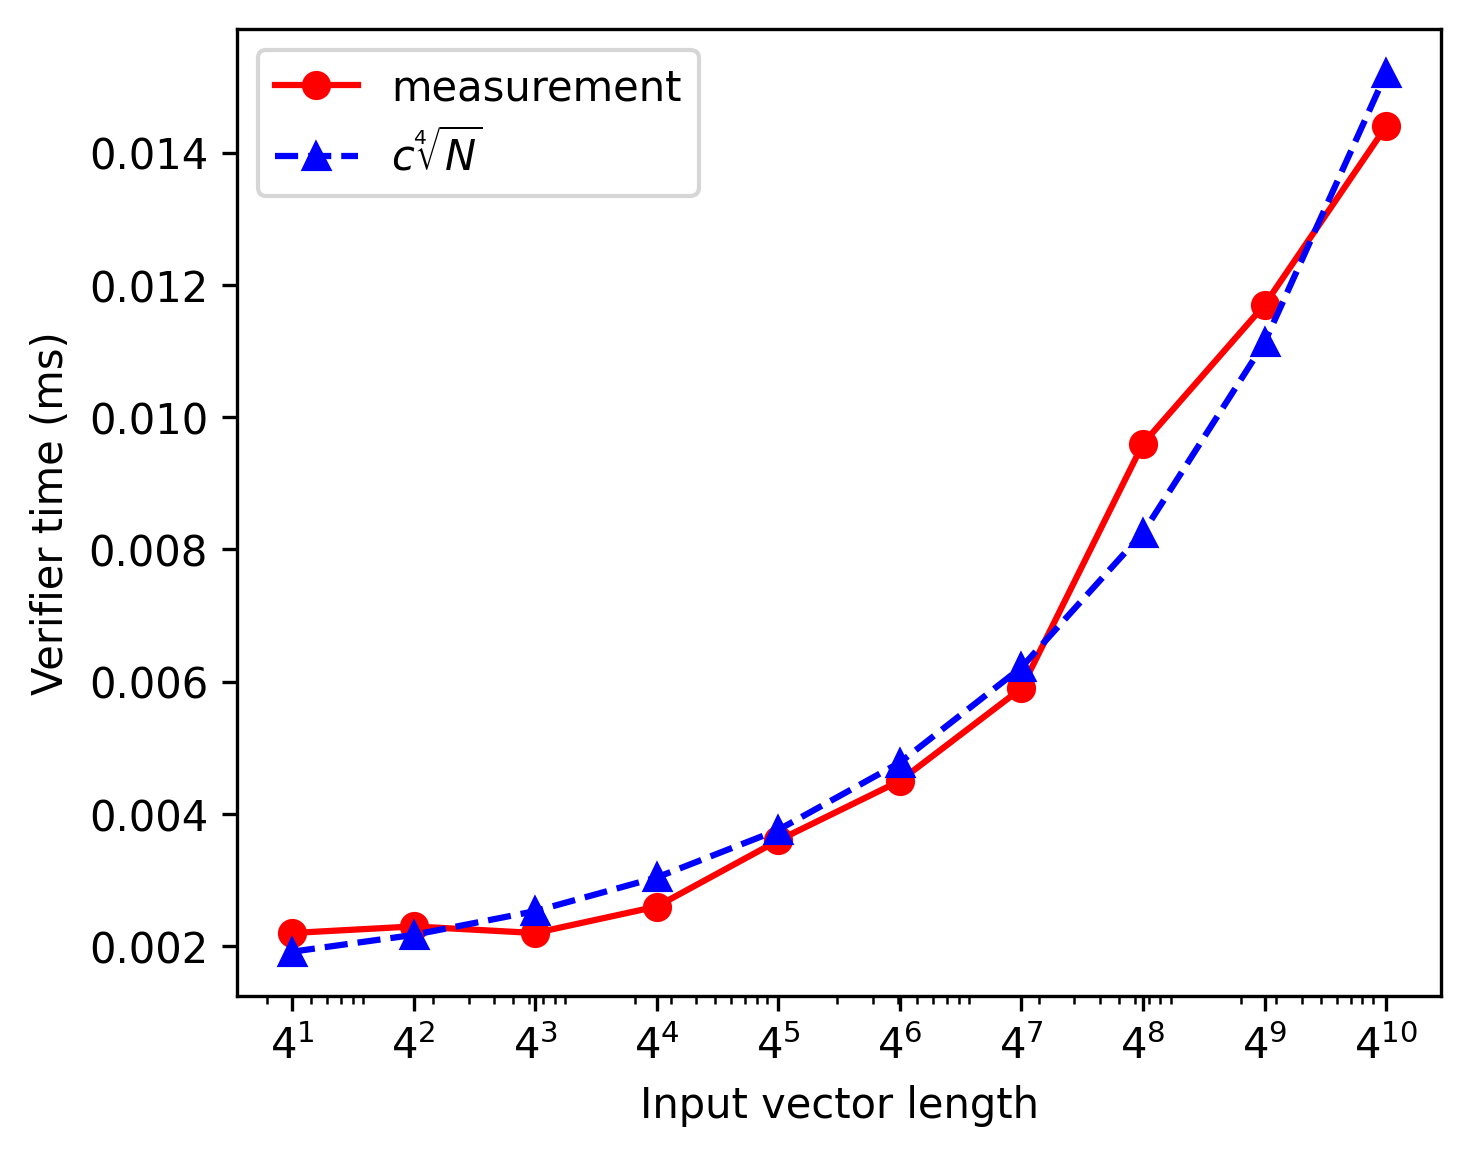 measurement
c∜N
0.014
0.012
0.010
0.008
0.006
0.004
0.002
Verifier time (ms)
4¹ 4² 4³ 4⁴ 4⁵ 4⁶ 4⁷ 4⁸ 4⁹ 4¹⁰
Input vector length